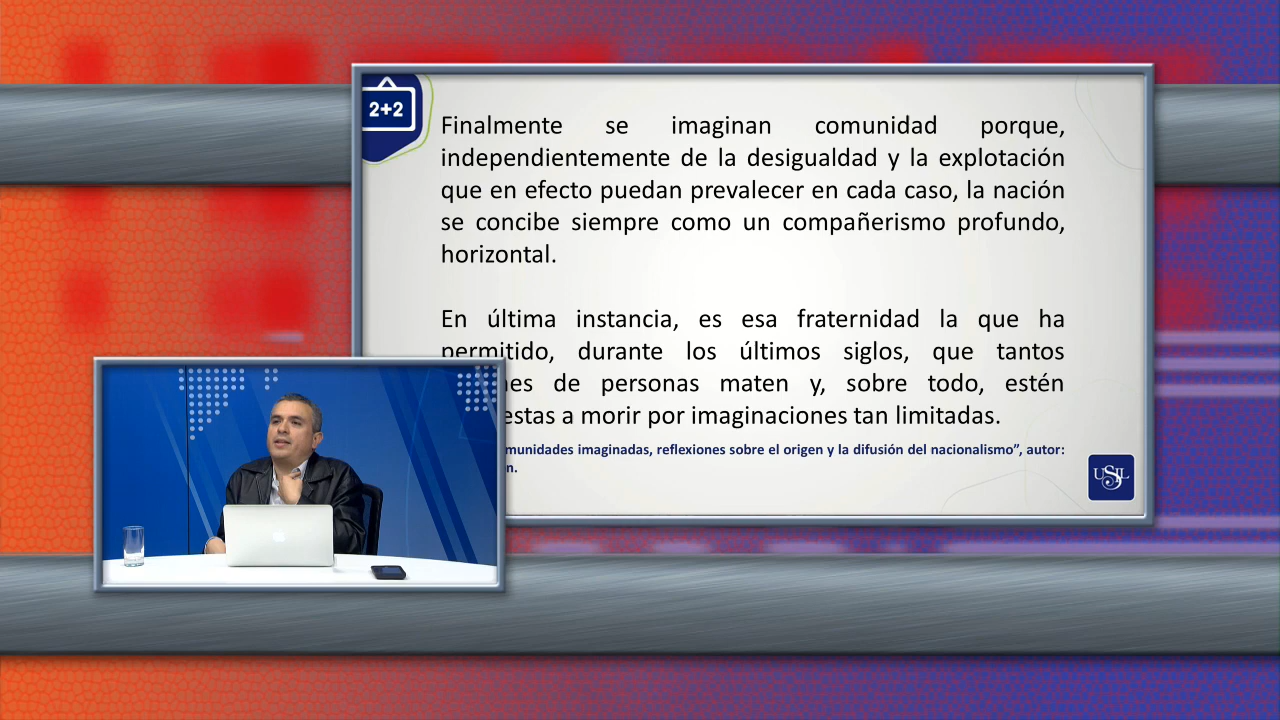 2+2
Finalmente se imaginan comunidad porque,
independientemente de la desigualdad y la explotación
que en efecto puedan prevalecer en cada caso, la nación
se concibe siempre como un compañerismo profundo,
horizontal.
En última instancia, es esa fraternidad la que ha
permitido, durante los últimos siglos, que tantos
de personas maten y, sobre todo, estén
a morir por imaginaciones tan limitadas.
imaginadas, reflexiones sobre el origen y la difusión del nacionalismo”, autor:
USIL